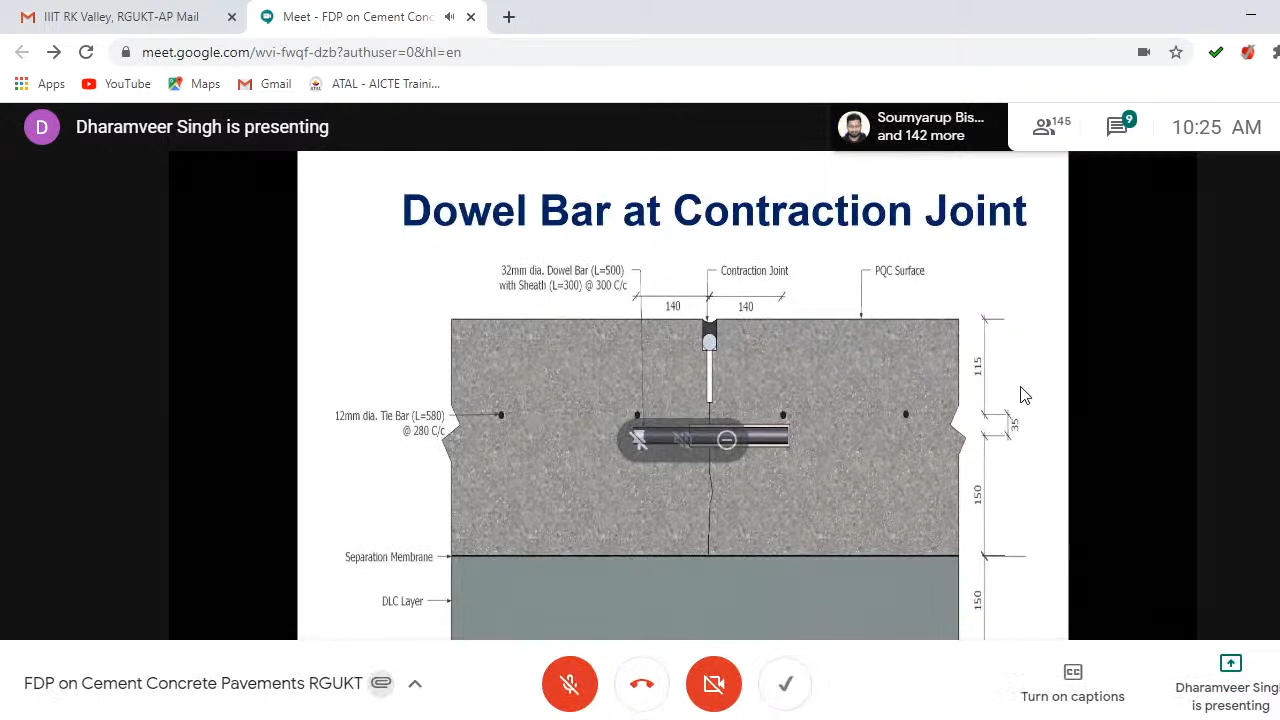 IIIT RK Valley, RGUKT-AP Mail
Meet - FDP on Cement Conc
meet.google.com/wvi-fwqf-dzb?authuser=0&hl=en
Apps
YouTube
Maps
Gmail
ATAL - AICTE Traini...
D
Dharamveer Singh is presenting
Soumyarup Bis...
and 142 more
145
9
10:25 AM
Dowel Bar at Contraction Joint
32mm dia. Dowel Bar (L=500)
with Sheath (L=300) @ 300 C/c
Contraction Joint
PQC Surface
140
140
115
12mm dia. Tie Bar (L=580)
@ 280 C/c
35
150
Separation Membrane
DLC Layer
150
FDP on Cement Concrete Pavements RGUKT
Turn on captions
Dharamveer Sing
is presenting